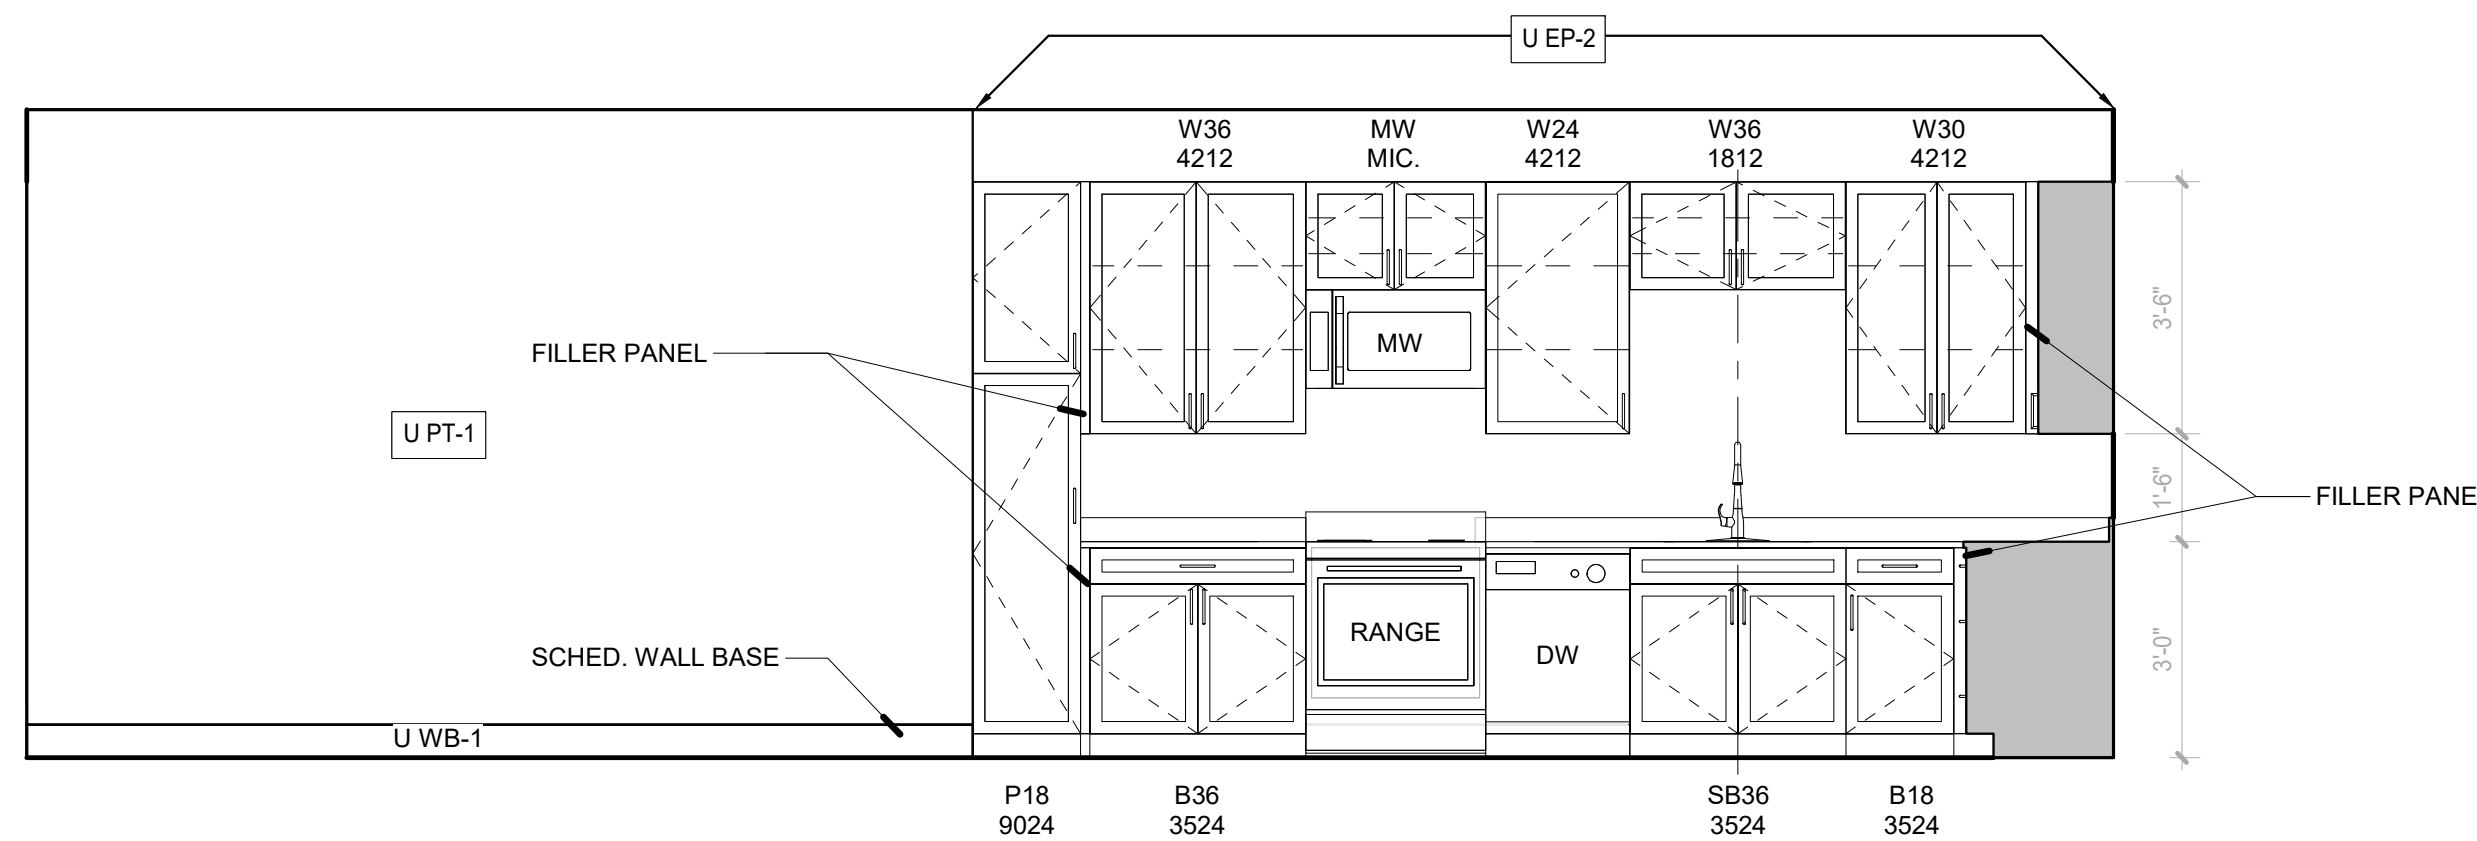 U EP-2
W36
4212
MW
MIC.
W24
4212
W36
1812
W30
4212
3'-6"
FILLER PANEL
MW
U PT-1
1'-6"
FILLER PANE
RANGE
DW
SCHED. WALL BASE
3'-0"
U WB-1
P18
9024
B36
3524
SB36
3524
B18
3524